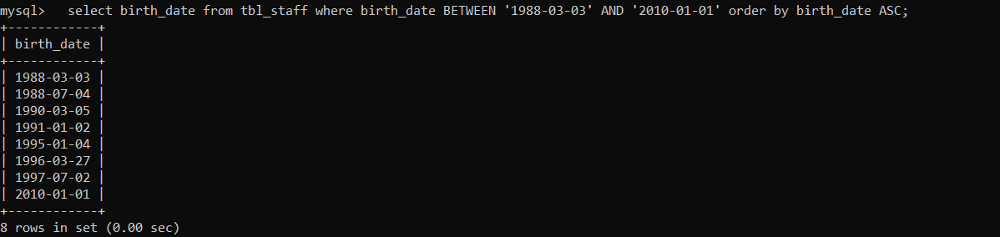 mysql>   select birth_date from tbl_staff where birth_date BETWEEN '1988-03-03' AND '2010-01-01' order by birth_date ASC;
+------------+
| birth_date |
+------------+
| 1988-03-03 |
| 1988-07-04 |
| 1990-03-05 |
| 1991-01-02 |
| 1995-01-04 |
| 1996-03-27 |
| 1997-07-02 |
| 2010-01-01 |
+------------+
8 rows in set (0.00 sec)